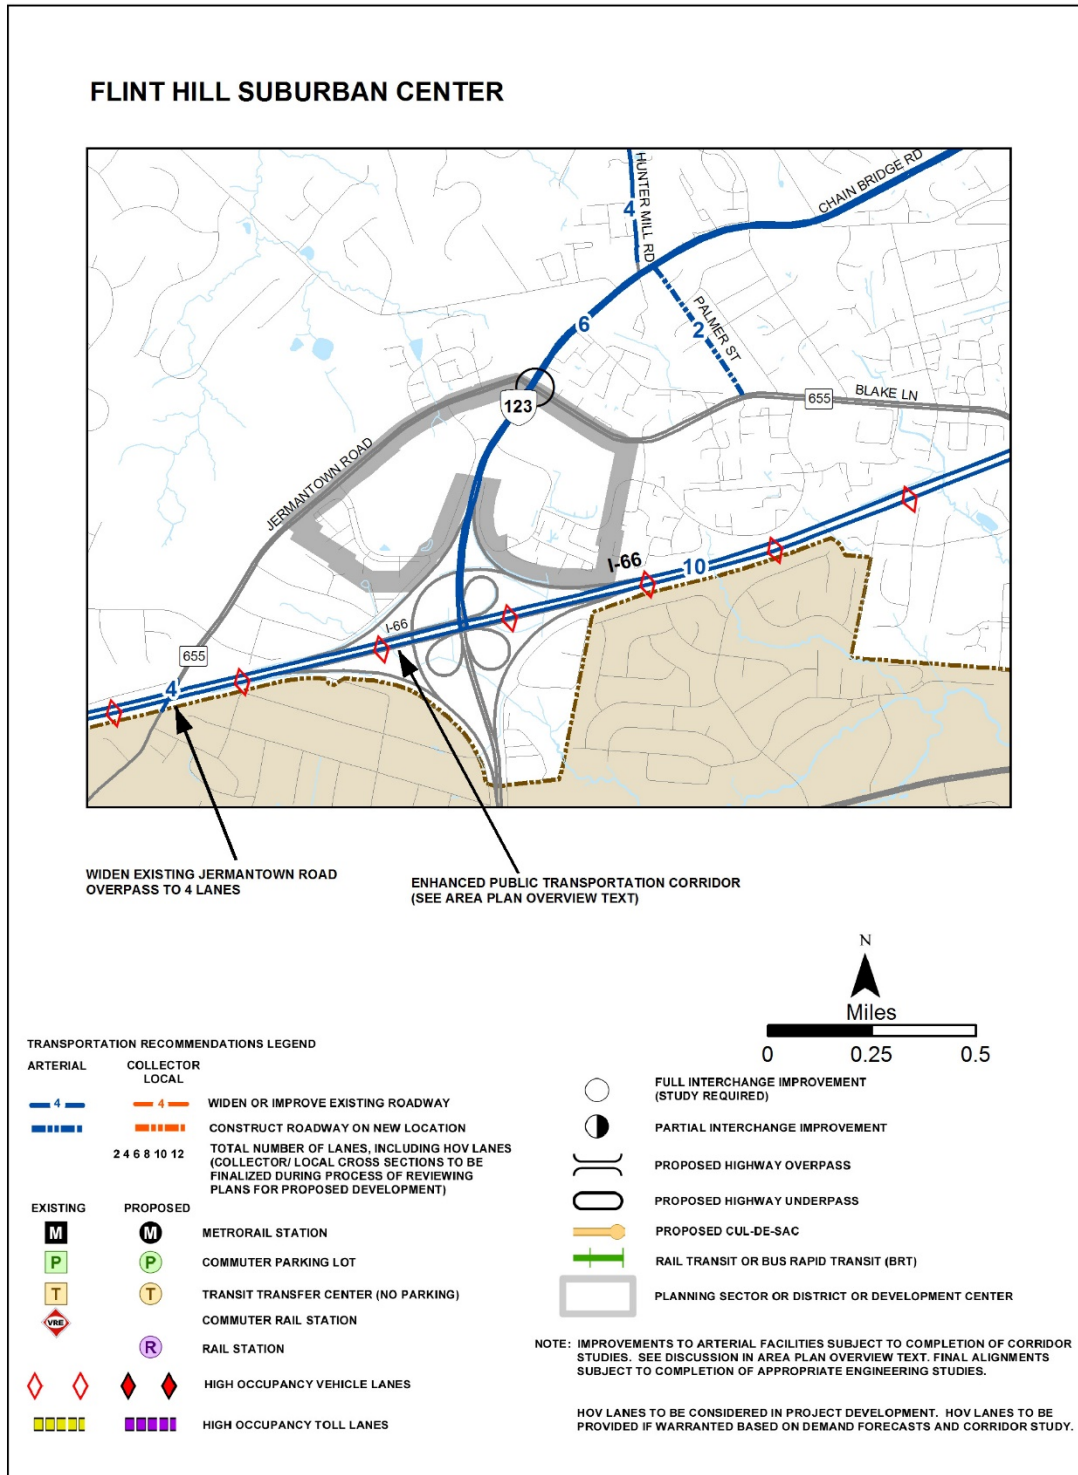 FLINT HILL SUBURBAN CENTER
HUNTER MILL RD
4
CHAIN BRIDGE RD
6
PALMER ST
2
123
655
BLAKE LN
JERMANTOWN ROAD
I-66
10
I-66
655
4
WIDEN EXISTING JERMANTOWN ROAD
OVERPASS TO 4 LANES
ENHANCED PUBLIC TRANSPORTATION CORRIDOR
(SEE AREA PLAN OVERVIEW TEXT)
N
Miles
0 0.25 0.5
TRANSPORTATION RECOMMENDATIONS LEGEND
ARTERIAL COLLECTOR
LOCAL
4 4 WIDEN OR IMPROVE EXISTING ROADWAY
CONSTRUCT ROADWAY ON NEW LOCATION
2 4 6 8 10 12 TOTAL NUMBER OF LANES, INCLUDING HOV LANES
(COLLECTOR/ LOCAL CROSS SECTIONS TO BE
FINALIZED DURING PROCESS OF REVIEWING
PLANS FOR PROPOSED DEVELOPMENT)
EXISTING PROPOSED
M M METRORAIL STATION
P P COMMUTER PARKING LOT
T T TRANSIT TRANSFER CENTER (NO PARKING)
VRE COMMUTER RAIL STATION
R RAIL STATION
HIGH OCCUPANCY VEHICLE LANES
HIGH OCCUPANCY TOLL LANES
FULL INTERCHANGE IMPROVEMENT
(STUDY REQUIRED)
PARTIAL INTERCHANGE IMPROVEMENT
PROPOSED HIGHWAY OVERPASS
PROPOSED HIGHWAY UNDERPASS
PROPOSED CUL-DE-SAC
RAIL TRANSIT OR BUS RAPID TRANSIT (BRT)
PLANNING SECTOR OR DISTRICT OR DEVELOPMENT CENTER
NOTE: IMPROVEMENTS TO ARTERIAL FACILITIES SUBJECT TO COMPLETION OF CORRIDOR
STUDIES. SEE DISCUSSION IN AREA PLAN OVERVIEW TEXT. FINAL ALIGNMENTS
SUBJECT TO COMPLETION OF APPROPRIATE ENGINEERING STUDIES.
HOV LANES TO BE CONSIDERED IN PROJECT DEVELOPMENT. HOV LANES TO BE
PROVIDED IF WARRANTED BASED ON DEMAND FORECASTS AND CORRIDOR STUDY.